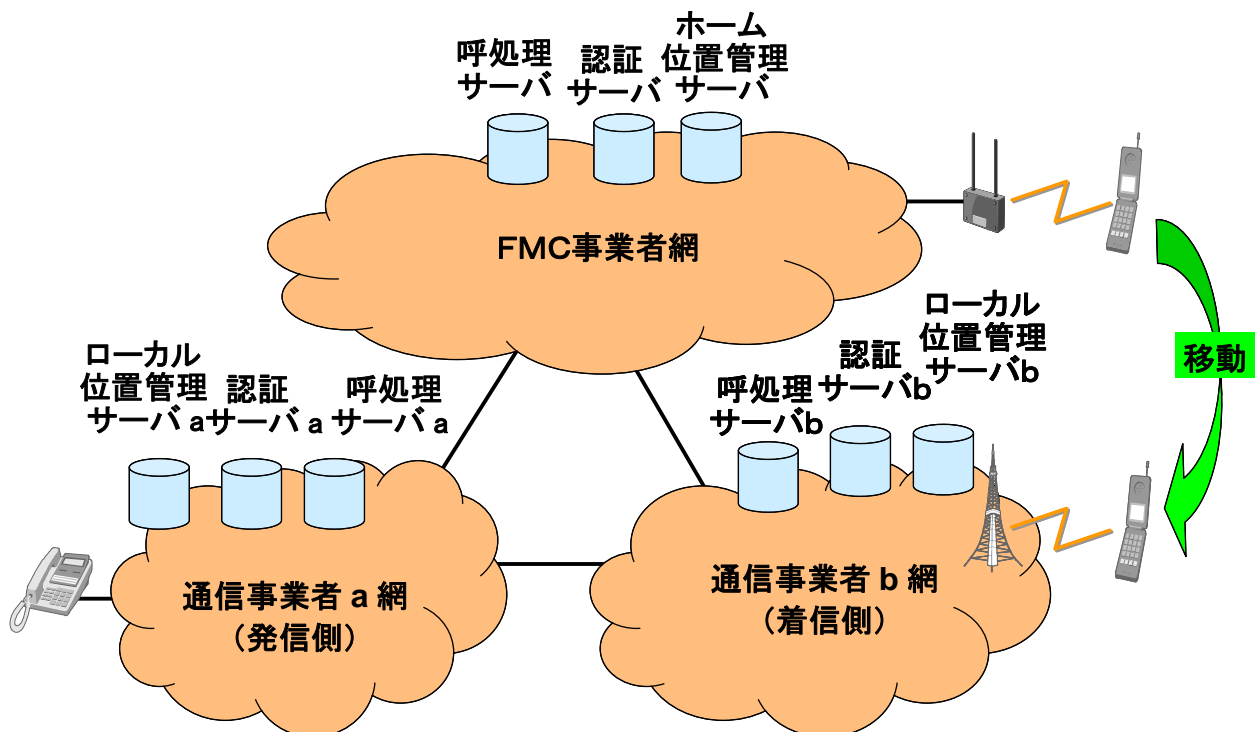 呼処理
サーバ
認証
サーバ
ホーム
位置管理
サーバ
FMC事業者網
移動
ローカル
位置管理
サーバ a
認証
サーバ a
呼処理
サーバ a
呼処理
サーバb
認証
サーバb
ローカル
位置管理
サーバb
通信事業者 a 網
(発信側)
通信事業者 b 網
(着信側)